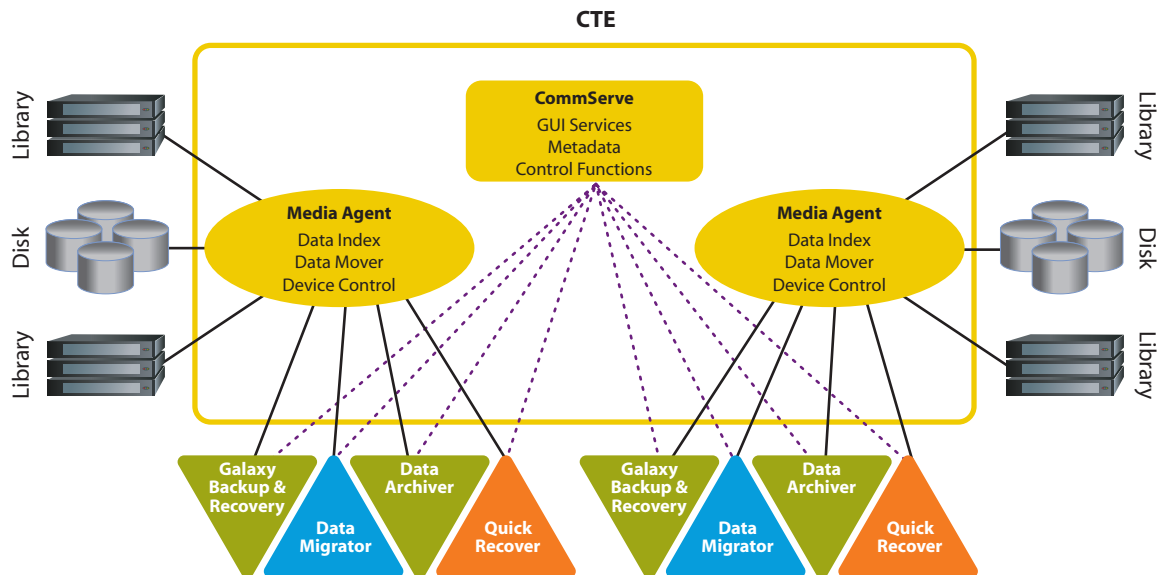 CTE
Library
Disk
Library
CommServe
GUI Services
Metadata
Control Functions
Media Agent
Data Index
Data Mover
Device Control
Media Agent
Data Index
Data Mover
Device Control
Library
Disk
Library
Galaxy
Backup &
Recovery
Data
Migrator
Data
Archiver
Quick
Recover
Galaxy
Backup &
Recovery
Data
Migrator
Data
Archiver
Quick
Recover